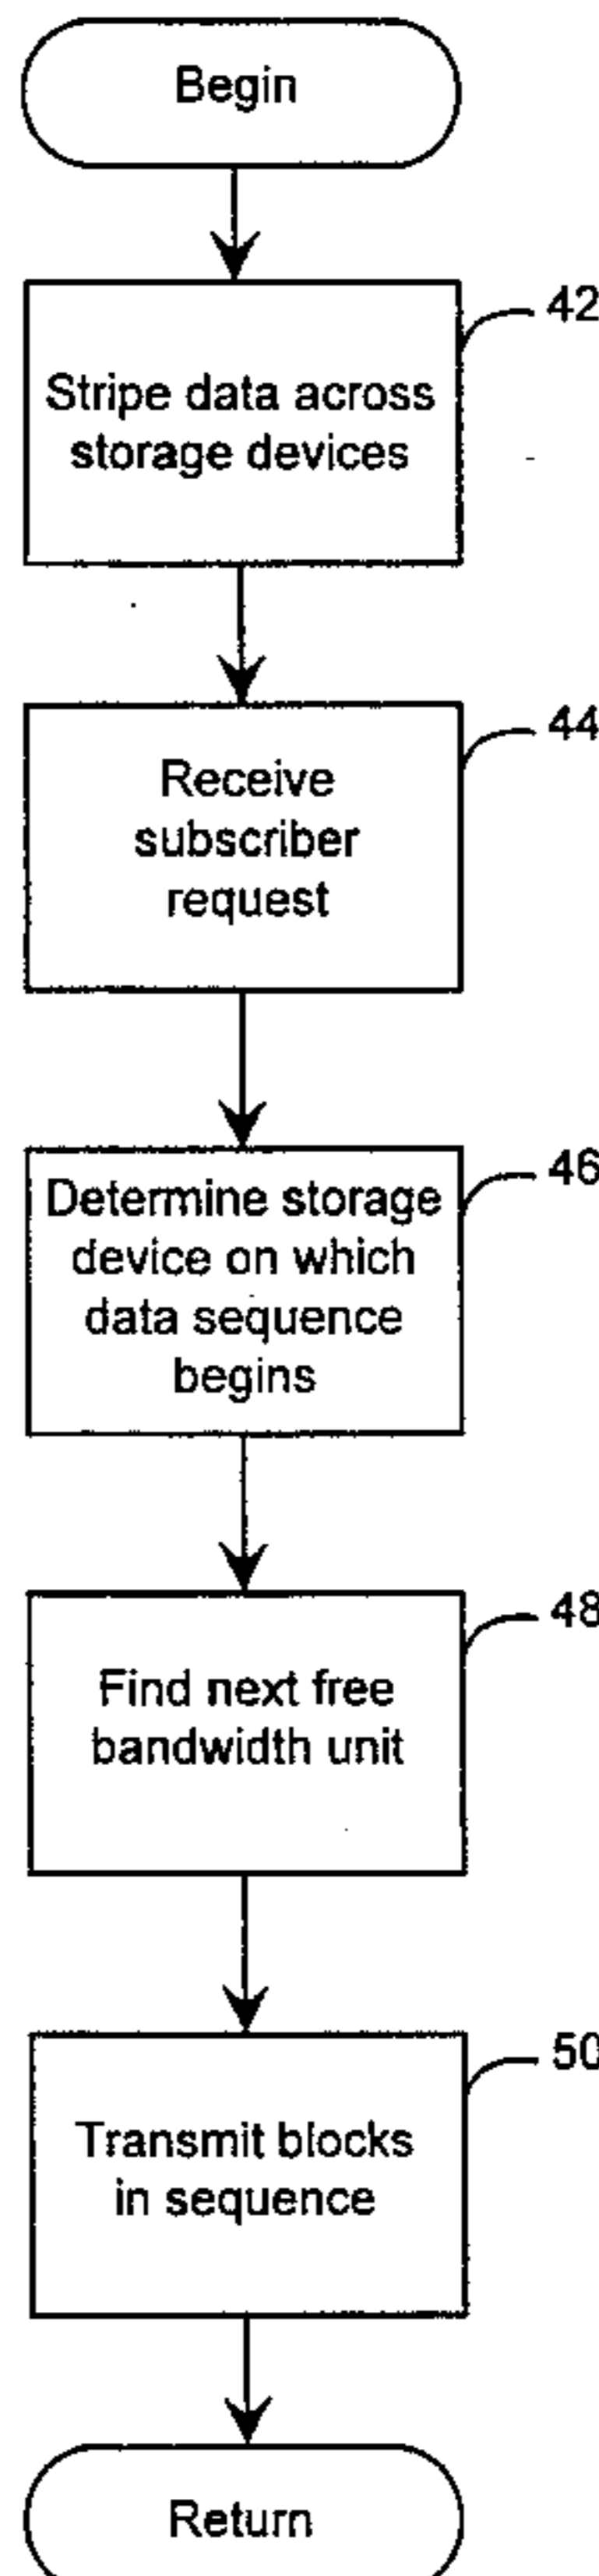 Begin
42
Stripe data across
storage devices
44
Receive
subscriber
request
46
Determine storage
device on which
data sequence
begins
48
Find next free
bandwidth unit
50
Transmit blocks
in sequence
Return